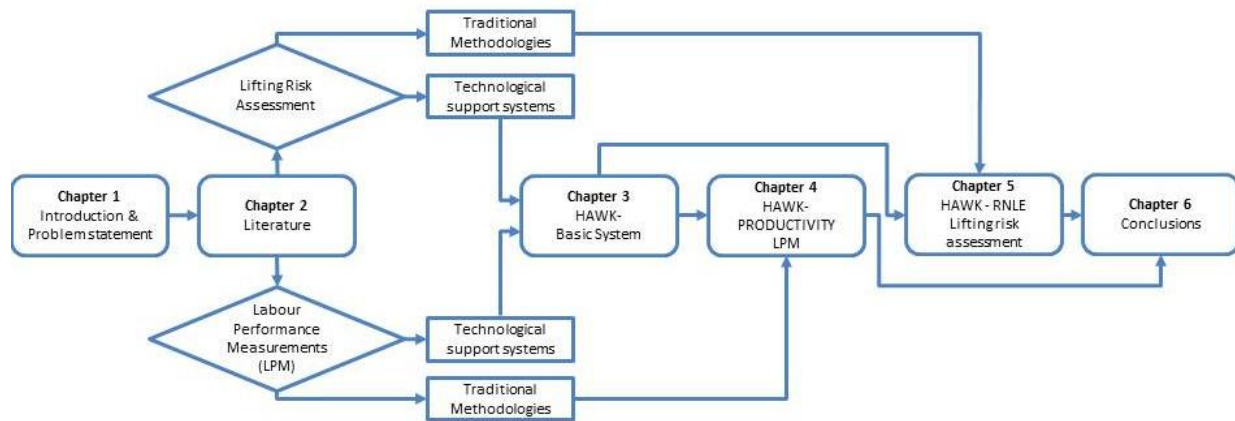 Traditional
Methodologies
Lifting Risk
Assessment
Technological
support systems
Chapter 1
Introduction &
Problem statement
Chapter 2
Literature
Chapter 3
HAWK-
Basic System
Chapter 4
HAWK-
PRODUCTIVITY
LPM
Chapter 5
HAWK - RNLE
Lifting risk
assessment
Chapter 6
Conclusions
Labour
Performance
Measurements
(LPM)
Technological
support systems
Traditional
Methodologies